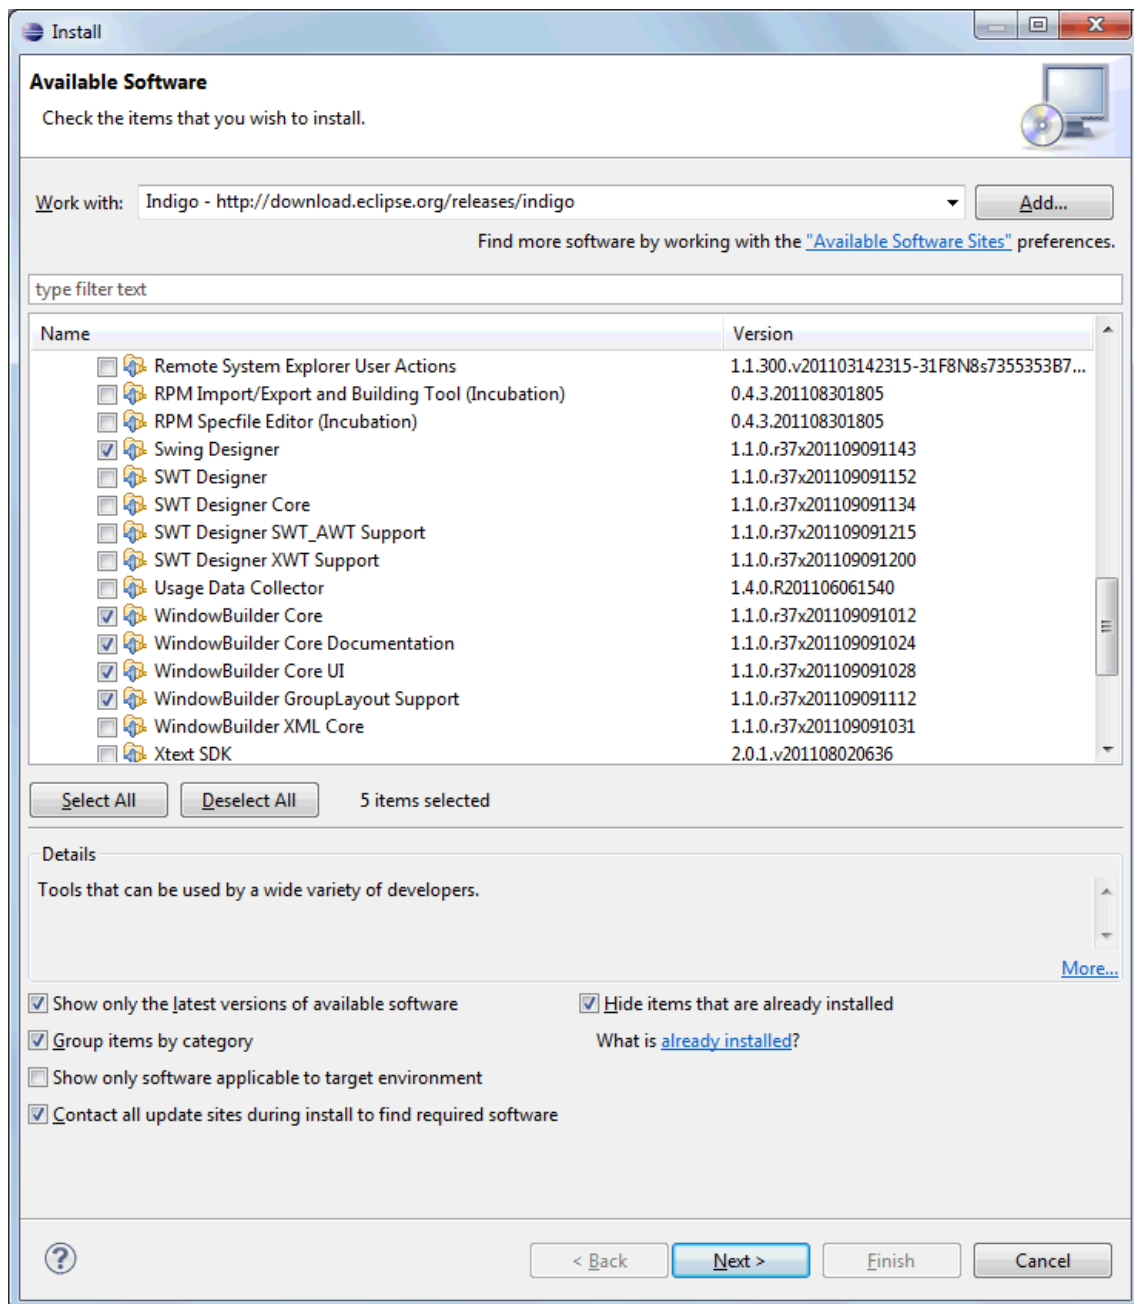 Install
Available Software
Check the items that you wish to install.
Work with: Indigo - http://download.eclipse.org/releases/indigo Add...
Find more software by working with the "Available Software Sites" preferences.
type filter text
Name Version
Remote System Explorer User Actions 1.1.300.v201103142315-31F8N8s7355353B7...
RPM Import/Export and Building Tool (Incubation) 0.4.3.201108301805
RPM Specfile Editor (Incubation) 0.4.3.201108301805
Swing Designer 1.1.0.r37x201109091143
SWT Designer 1.1.0.r37x201109091152
SWT Designer Core 1.1.0.r37x201109091134
SWT Designer SWT_AWT Support 1.1.0.r37x201109091215
SWT Designer XWT Support 1.1.0.r37x201109091200
Usage Data Collector 1.4.0.R201106061540
WindowBuilder Core 1.1.0.r37x201109091012
WindowBuilder Core Documentation 1.1.0.r37x201109091024
WindowBuilder Core UI 1.1.0.r37x201109091028
WindowBuilder GroupLayout Support 1.1.0.r37x201109091112
WindowBuilder XML Core 1.1.0.r37x201109091031
Xtext SDK 2.0.1.v201108020636
Select All Deselect All 5 items selected
Details
Tools that can be used by a wide variety of developers.
More...
Show only the latest versions of available software Hide items that are already installed
Group items by category What is already installed?
Show only software applicable to target environment
Contact all update sites during install to find required software
? < Back Next > Finish Cancel